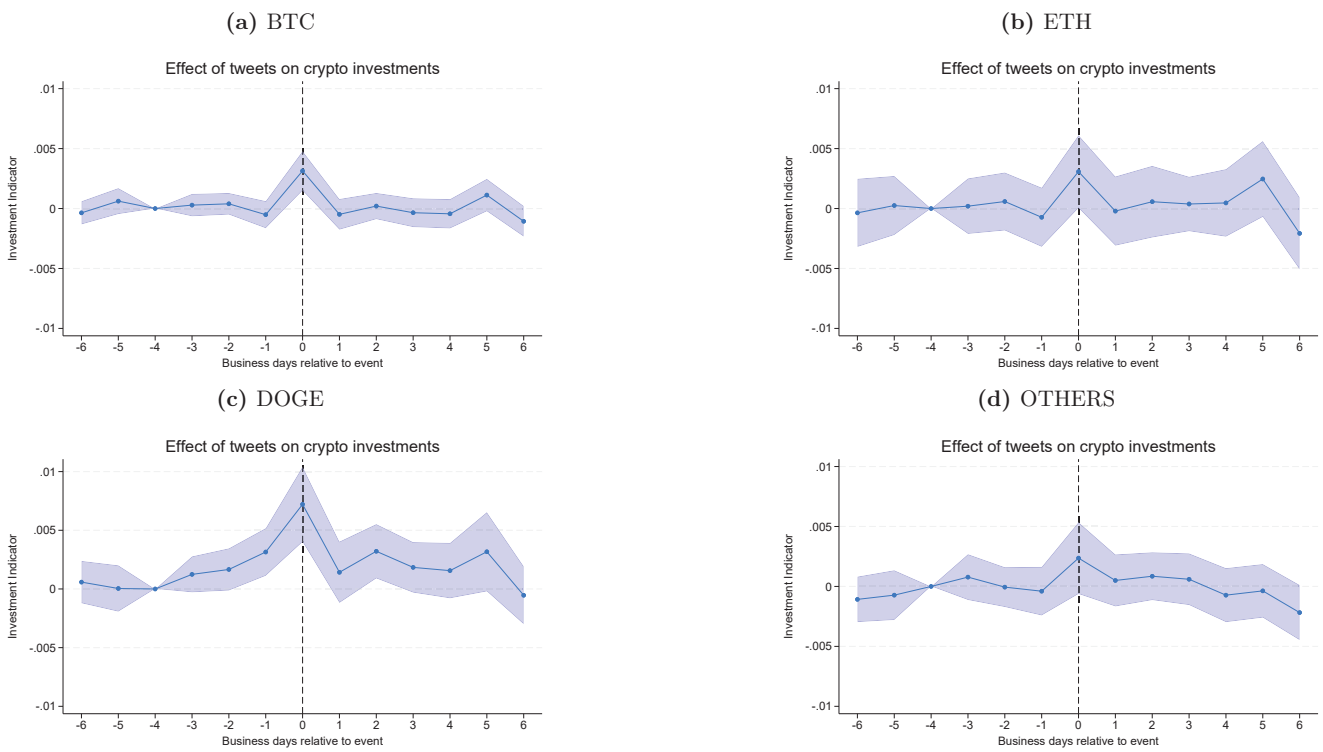 (a) BTC
Effect of tweets on crypto investments
Investment Indicator
.01
.005
0
-.005
-.01
-6 -5 -4 -3 -2 -1 0 1 2 3 4 5 6
Business days relative to event
(b) ETH
Effect of tweets on crypto investments
Investment Indicator
.01
.005
0
-.005
-.01
-6 -5 -4 -3 -2 -1 0 1 2 3 4 5 6
Business days relative to event
(c) DOGE
Effect of tweets on crypto investments
Investment Indicator
.01
.005
0
-.005
-.01
-6 -5 -4 -3 -2 -1 0 1 2 3 4 5 6
Business days relative to event
(d) OTHERS
Effect of tweets on crypto investments
Investment Indicator
.01
.005
0
-.005
-.01
-6 -5 -4 -3 -2 -1 0 1 2 3 4 5 6
Business days relative to event